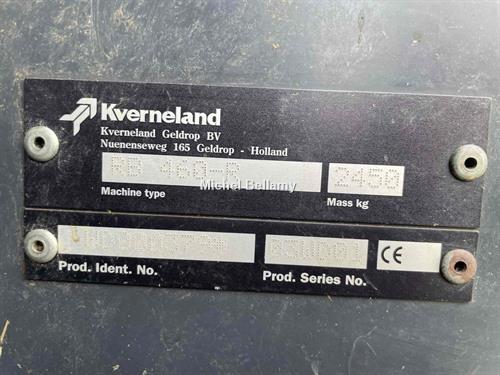 Kverneland
Kverneland Geldrop BV
Nuenenseweg 165 Geldrop - Holland
RB 460-R
2450
Michel Bellamy
Machine type
Mass kg
CE
Prod. Ident. No.
Prod. Series No.